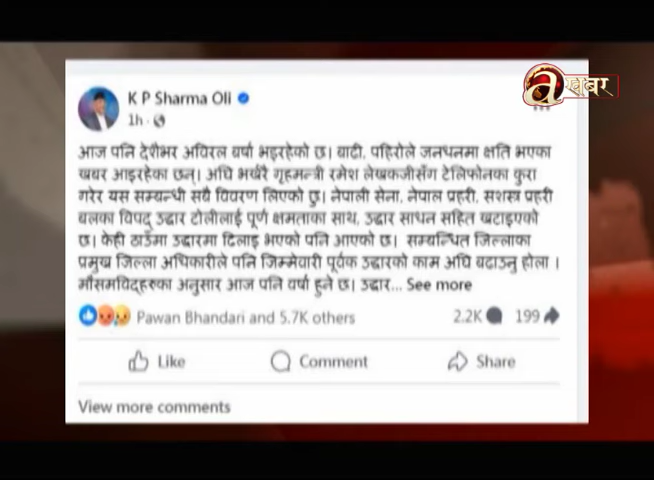 K P Sharma Oli
1h
a खबर
आज पनि देशैभर अविरल वर्षा भइरहेको छ। बाढी, पहिरोले जनधनमा क्षति भएका
खबर आइरहेका छन्। अघि भर्खरै गृहमन्त्री रमेश लेखकजीसँग टेलिफोनका कुरा
गरेर यस सम्बन्धी सबै विवरण लिएको छु। नेपाली सेना, नेपाल प्रहरी, सशस्त्र प्रहरी
बलका विपद् उद्धार टोलीलाई पूर्ण क्षमताका साथ, उद्धार साधन सहित खटाइएको
छ। केही ठाउँमा उद्धारमा ढिलाइ भएको पनि आएको छ। सम्बन्धित जिल्लाका
प्रमुख जिल्ला अधिकारीले पनि जिम्मेवारी पूर्वक उद्धारको काम अघि बढाउनु होला ।
मौसमविद्हरुका अनुसार आज पनि वर्षा हुने छ। उद्धार... See more
Pawan Bhandari and 5.7K others 2.2K 199
Like Comment Share
View more comments